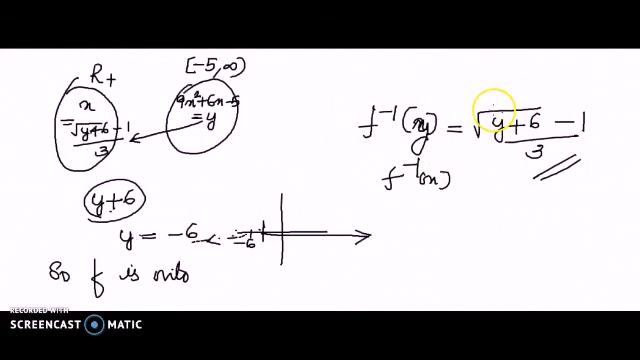 R+
[-5,∞)
x
= √y+6 - 1
3
9x²+6x-5
= y
f⁻¹(y) = √y+6 - 1
3
f⁻¹(x)
y+6
y = -6
-6
So f is onto
RECORDED WITH
SCREENCAST MATIC